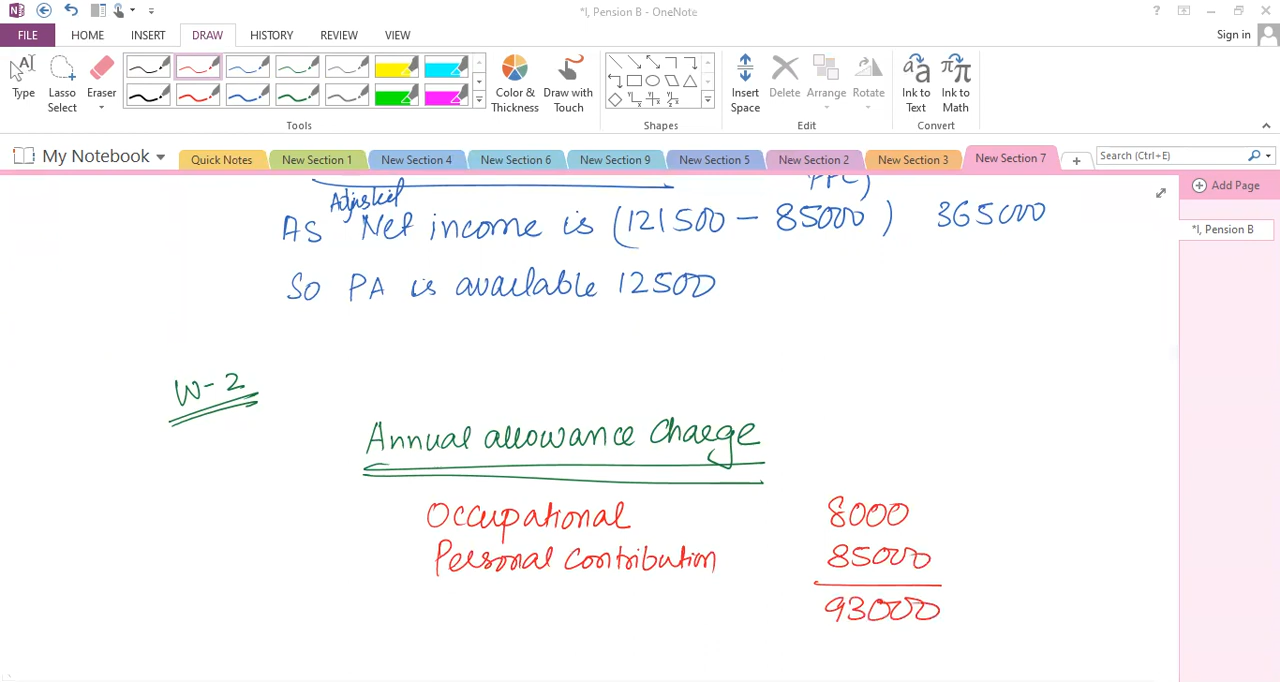 *I, Pension B - OneNote
?
FILE HOME INSERT DRAW HISTORY REVIEW VIEW
Sign in
Type Lasso Select Eraser
Color & Thickness Draw with Touch
Insert Space Delete Arrange Rotate
Ink to Text Ink to Math
Tools Shapes Edit Convert
My Notebook Quick Notes New Section 1 New Section 4 New Section 6 New Section 9 New Section 5 New Section 2 New Section 3 New Section 7 + Search (Ctrl+E)
Add Page
*I, Pension B
Adjusted
As Net income is (121500 - 85000) 365000
So PA is available 12500
W-2
Annual allowance Charge
Occupational 8000
Personal contribution 85000
93000